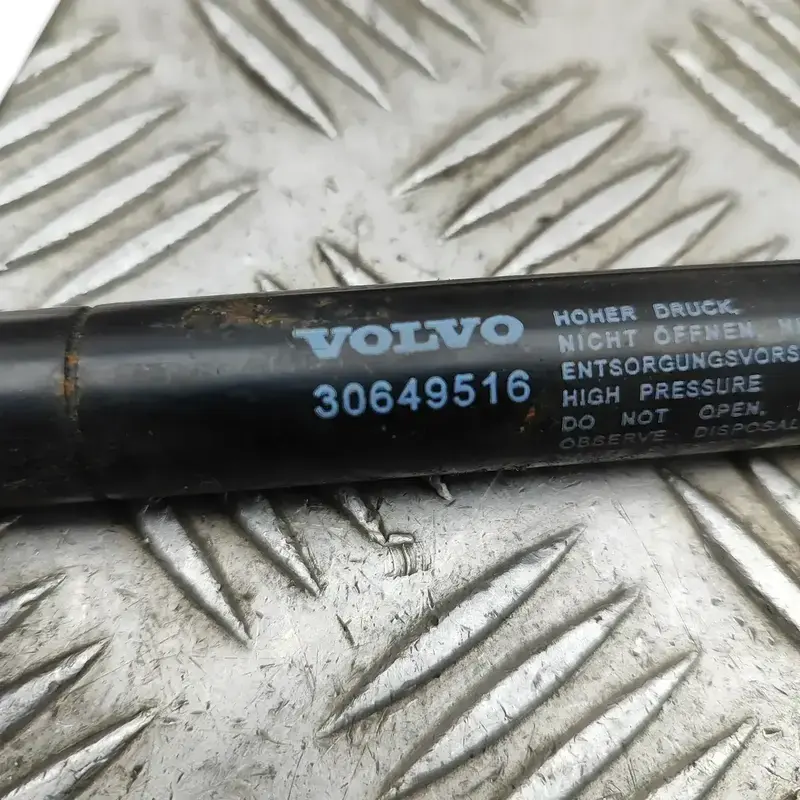 VOLVO
30649516
HOHER DRUCK,
NICHT ÖFFNEN,
ENTSORGUNGSVORS
HIGH PRESSURE
DO NOT OPEN,
OBSERVE DISPOSAL